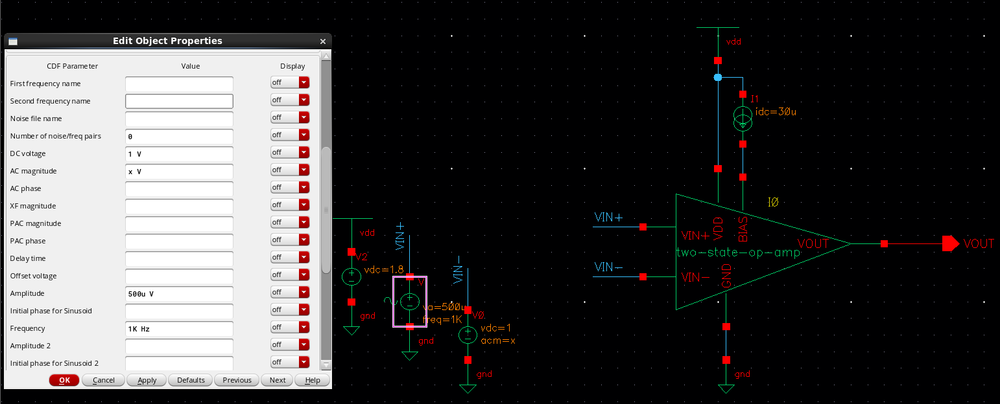 Edit Object Properties
CDF Parameter Value Display
First frequency name off
Second frequency name off
Noise file name off
Number of noise/freq pairs 0 off
DC voltage 1 V off
AC magnitude x V off
AC phase off
XF magnitude off
PAC magnitude off
PAC phase off
Delay time off
Offset voltage off
Amplitude 500u V off
Initial phase for Sinusoid off
Frequency 1K Hz off
Amplitude 2 off
Initial phase for Sinusoid 2 off
OK Cancel Apply Defaults Previous Next Help
vdd
V2
vdc=1.8
gnd
VIN+
va=500u
freq=1K
gnd
VIN-
V0
vdc=1
acm=x
gnd
vdd
I1
idc=30u
I0
VIN+
VIN+
VDD
BIAS
two-state-op-amp
VOUT
VOUT
VIN-
VIN-
GND
gnd